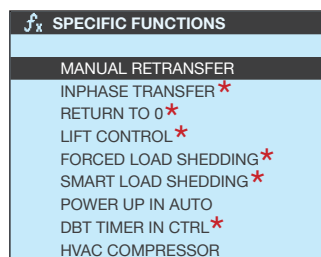 fx SPECIFIC FUNCTIONS
MANUAL RETRANSFER
INPHASE TRANSFER*
RETURN TO 0*
LIFT CONTROL*
FORCED LOAD SHEDDING*
SMART LOAD SHEDDING*
POWER UP IN AUTO
DBT TIMER IN CTRL*
HVAC COMPRESSOR